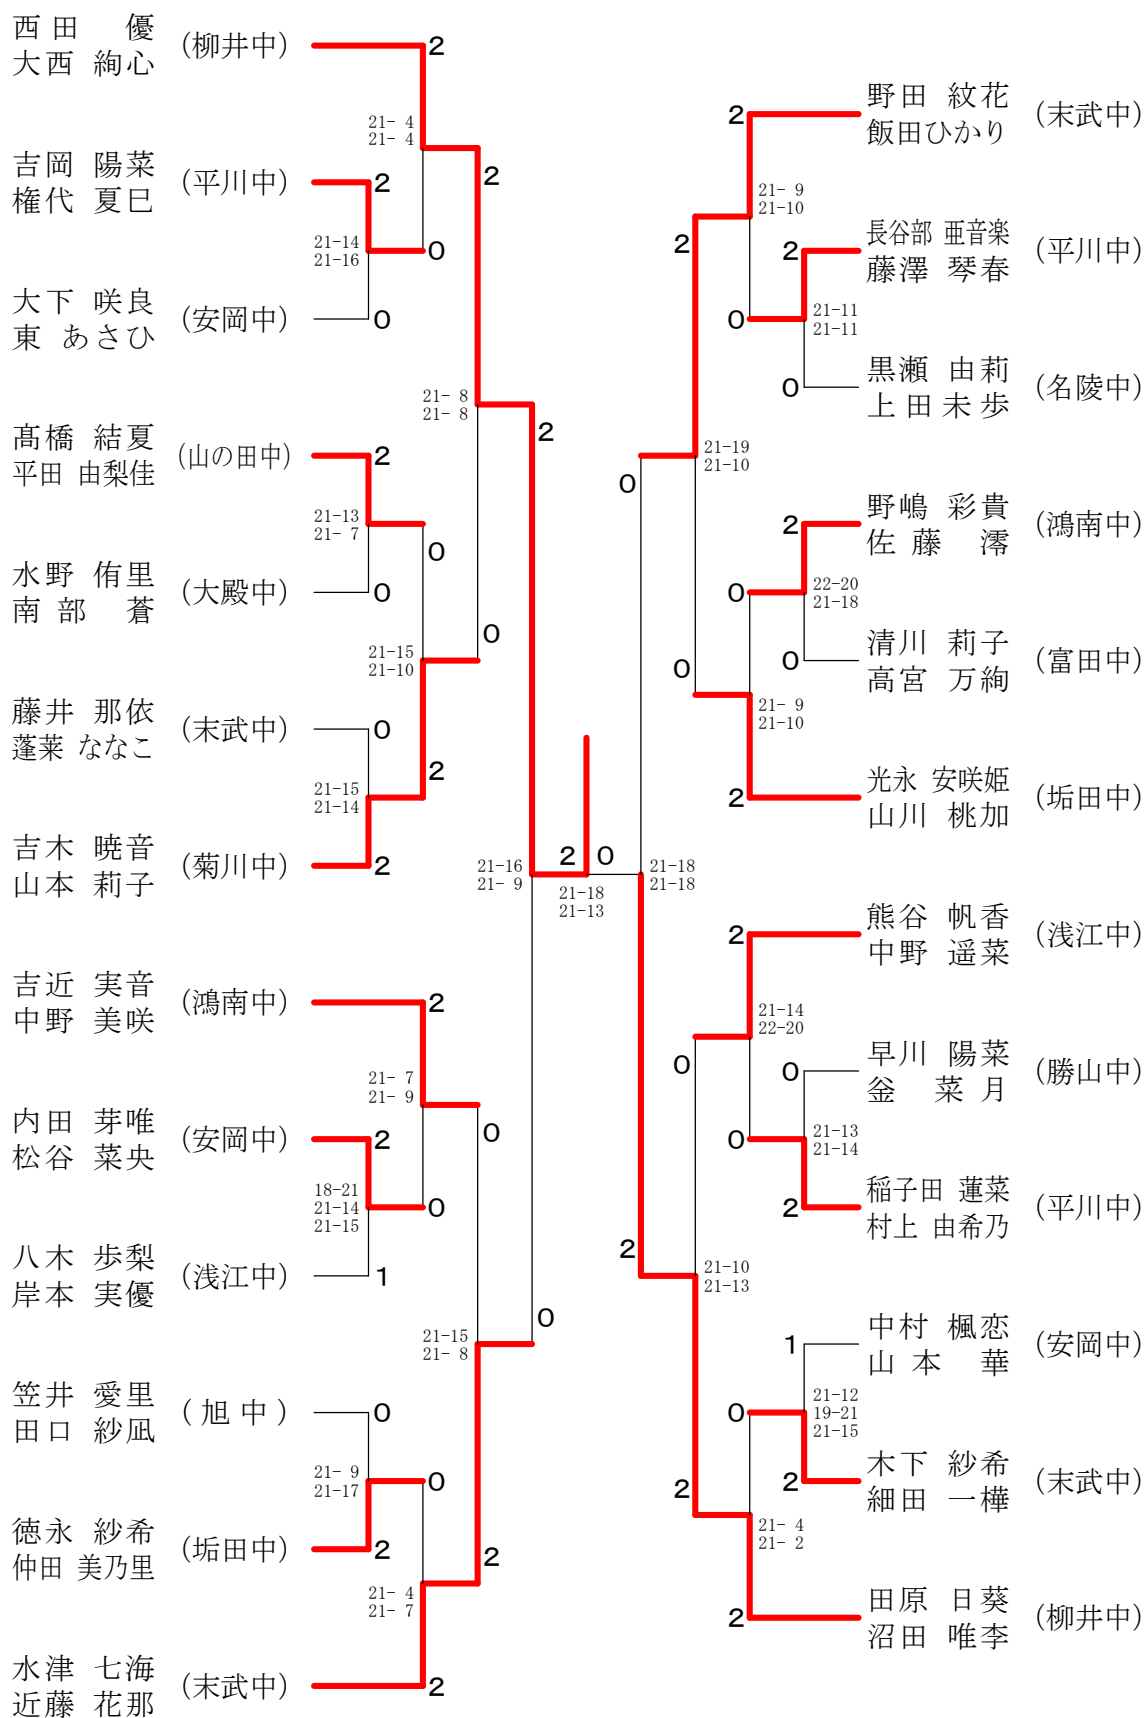 西田　優
大西 絢心
(柳井中)
2
21- 4
21- 4
吉岡 陽菜
権代 夏巳
(平川中)
2
2
21-14
21-16
0
大下 咲良
東 あさひ
(安岡中)
0
21- 8
21- 8
2
髙橋 結夏
平田 由梨佳
(山の田中)
2
21-13
21- 7
0
水野 侑里
南部　蒼
(大殿中)
0
0
21-15
21-10
藤井 那依
蓬莱 ななこ
(末武中)
0
2
21-15
21-14
吉木 暁音
山本 莉子
(菊川中)
2
21-16
21- 9
2
0
21-18
21-13
吉近 実音
中野 美咲
(鴻南中)
2
21- 7
21- 9
0
内田 芽唯
松谷 菜央
(安岡中)
2
18-21
21-14
21-15
0
八木 歩梨
岸本 実優
(浅江中)
1
0
21-15
21- 8
笠井 愛里
田口 紗凪
(旭中)
0
21- 9
21-17
0
徳永 紗希
仲田 美乃里
(垢田中)
2
2
21- 4
21- 7
水津 七海
近藤 花那
(末武中)
2
2
野田 紋花
飯田ひかり
(末武中)
21- 9
21-10
2
2
長谷部 亜音楽
藤澤 琴春
(平川中)
0
21-11
21-11
0
黒瀬 由莉
上田未歩
(名陵中)
21-19
21-10
0
2
野嶋 彩貴
佐藤　澪
(鴻南中)
0
22-20
21-18
0
清川 莉子
高宮 万絢
(富田中)
0
21- 9
21-10
2
光永 安咲姫
山川 桃加
(垢田中)
21-18
21-18
2
熊谷 帆香
中野 遥菜
(浅江中)
21-14
22-20
0
0
早川 陽菜
釡 菜月
(勝山中)
0
21-13
21-14
2
稲子田 蓮菜
村上 由希乃
(平川中)
2
21-10
21-13
1
中村 楓恋
山本　華
(安岡中)
0
21-12
19-21
21-15
2
木下 紗希
細田 一樺
(末武中)
2
21- 4
21- 2
2
田原 日葵
沼田 唯李
(柳井中)